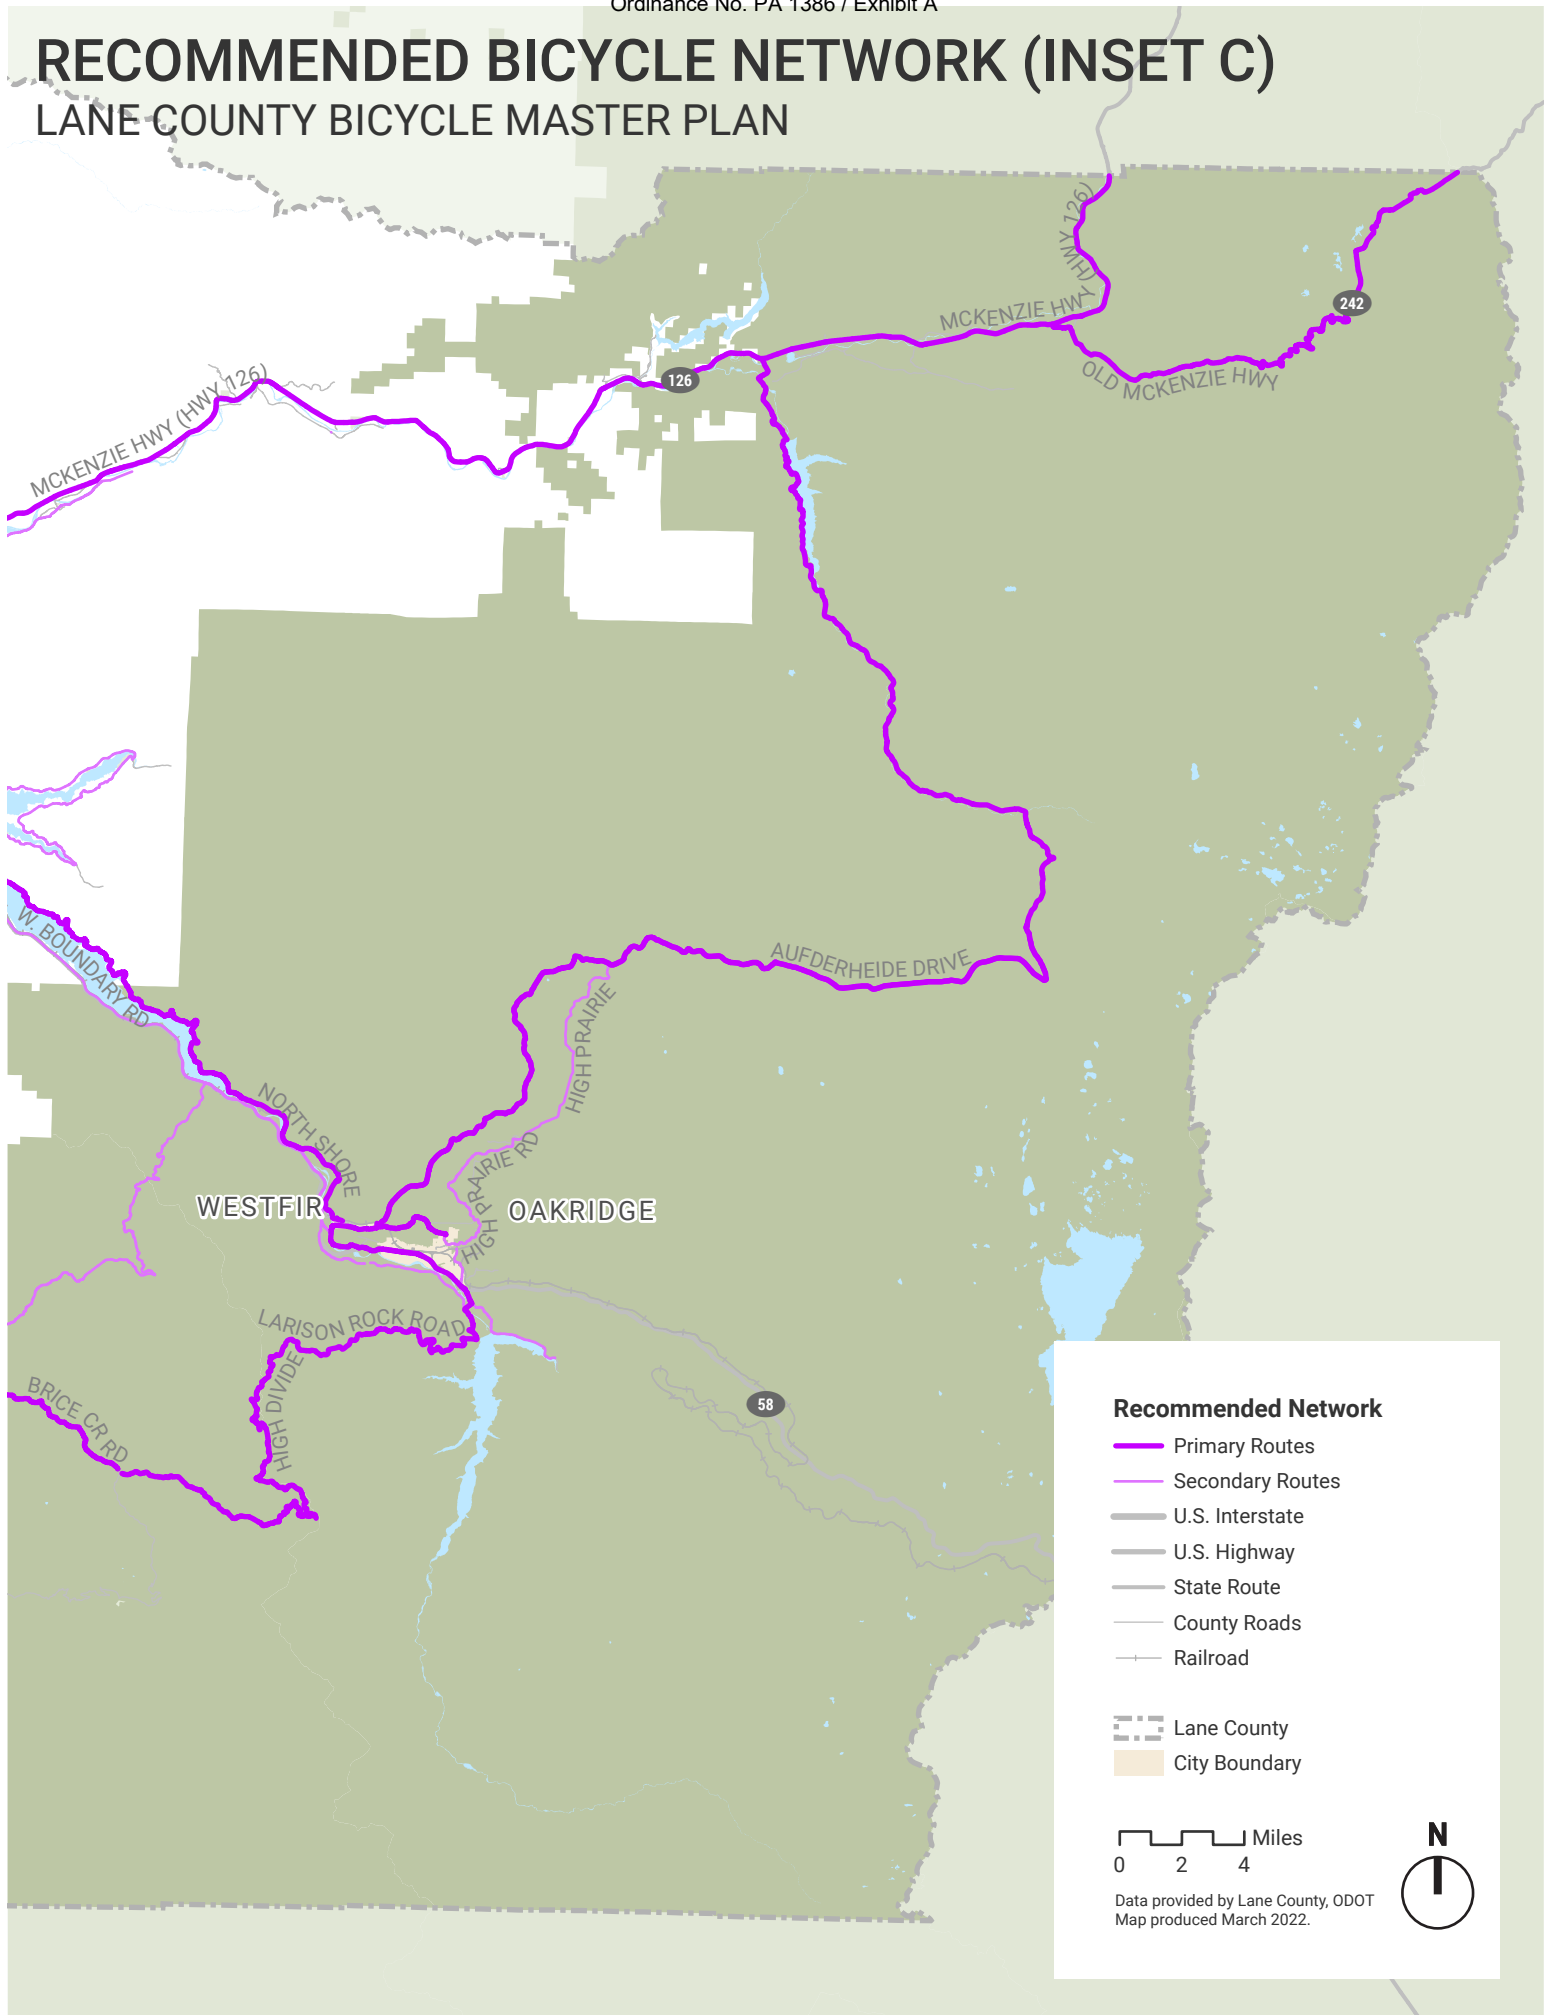 Ordinance No. PA 1386 / Exhibit A
RECOMMENDED BICYCLE NETWORK (INSET C)
LANE COUNTY BICYCLE MASTER PLAN
(HWY 126)
242
MCKENZIE HWY
OLD MCKENZIE HWY
126
MCKENZIE HWY (HWY 126)
W. BOUNDARY RD
AUFDERHEIDE DRIVE
HIGH PRAIRIE
NORTH SHORE
HIGH PRAIRIE RD
WESTFIR
OAKRIDGE
LARISON ROCK ROAD
HIGH DIVIDE
BRICE CR RD
58
Recommended Network
Primary Routes
Secondary Routes
U.S. Interstate
U.S. Highway
State Route
County Roads
Railroad
Lane County
City Boundary
Miles
0 2 4
N
Data provided by Lane County, ODOT
Map produced March 2022.